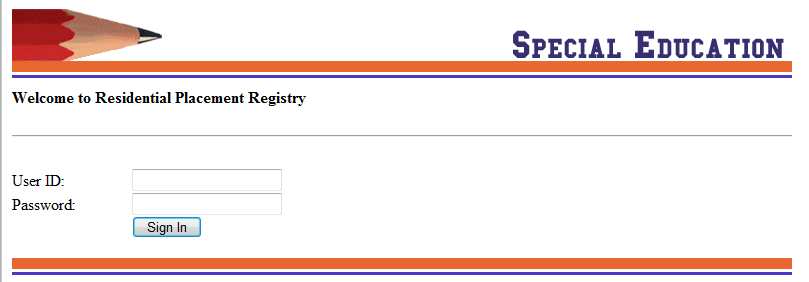 SPECIAL EDUCATION
Welcome to Residential Placement Registry
User ID:
Password:
Sign In